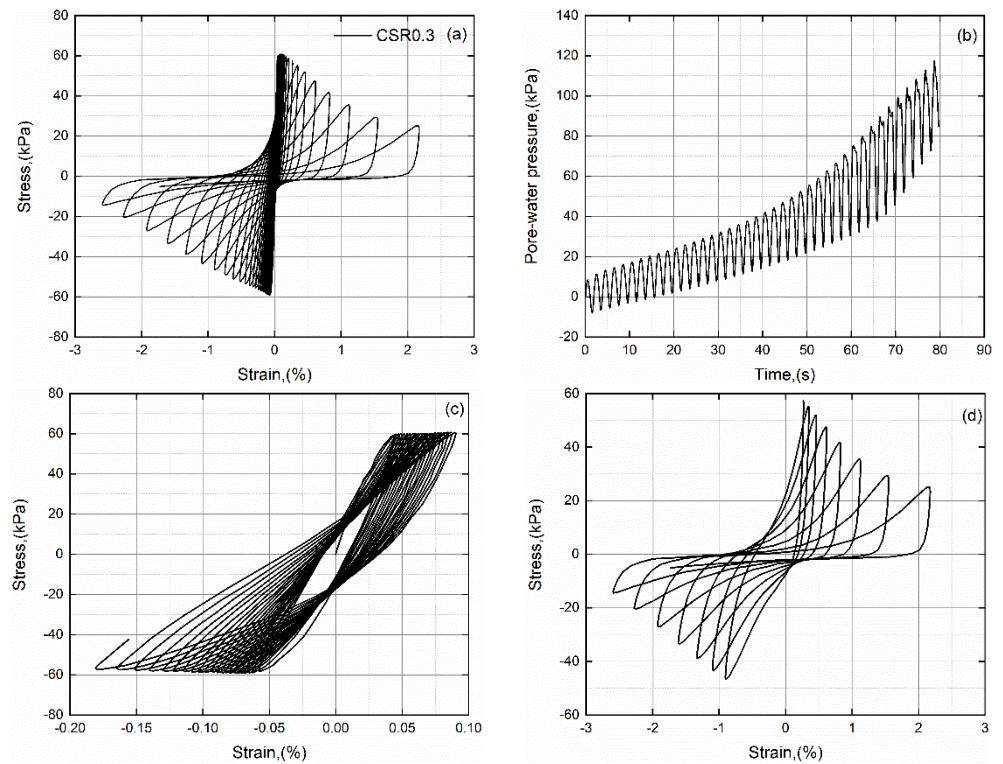 CSR0.3 (a)
Stress,(kPa)
80
60
40
20
0
-20
-40
-60
80
-3 -2 -1 0 1 2 3
Strain,(%)
(b)
Pore-water pressure,(kPa)
140
120
100
80
60
40
20
0
-20
0 10 20 30 40 50 60 70 80 90
Time,(s)
(c)
Stress,(kPa)
80
60
40
20
0
-20
-40
-60
-80
-0.20 -0.15 -0.10 -0.05 0.00 0.05 0.10
Strain,(%)
(d)
Stress,(kPa)
60
40
20
0
-20
-40
-60
-3 -2 -1 0 1 2 3
Strain,(%)